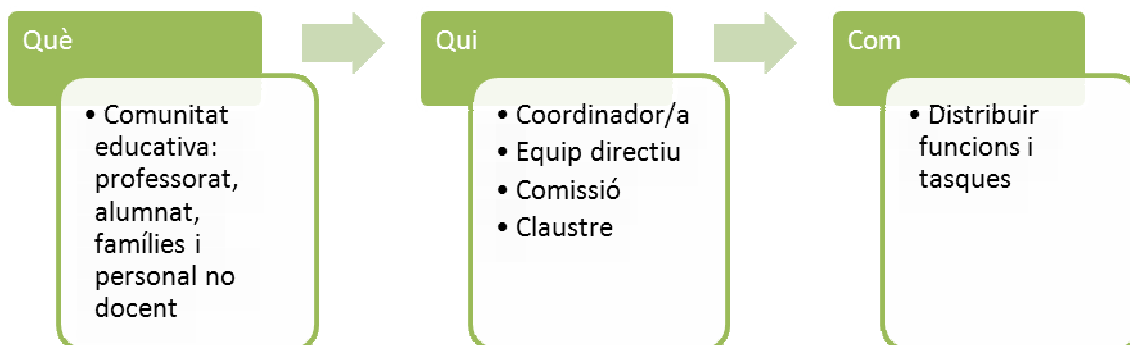 Què
• Comunitat
educativa:
professorat,
alumnat,
famílies i
personal no
docent
Qui
• Coordinador/a
• Equip directiu
• Comissió
• Claustre
Com
• Distribuir
funcions i
tasques